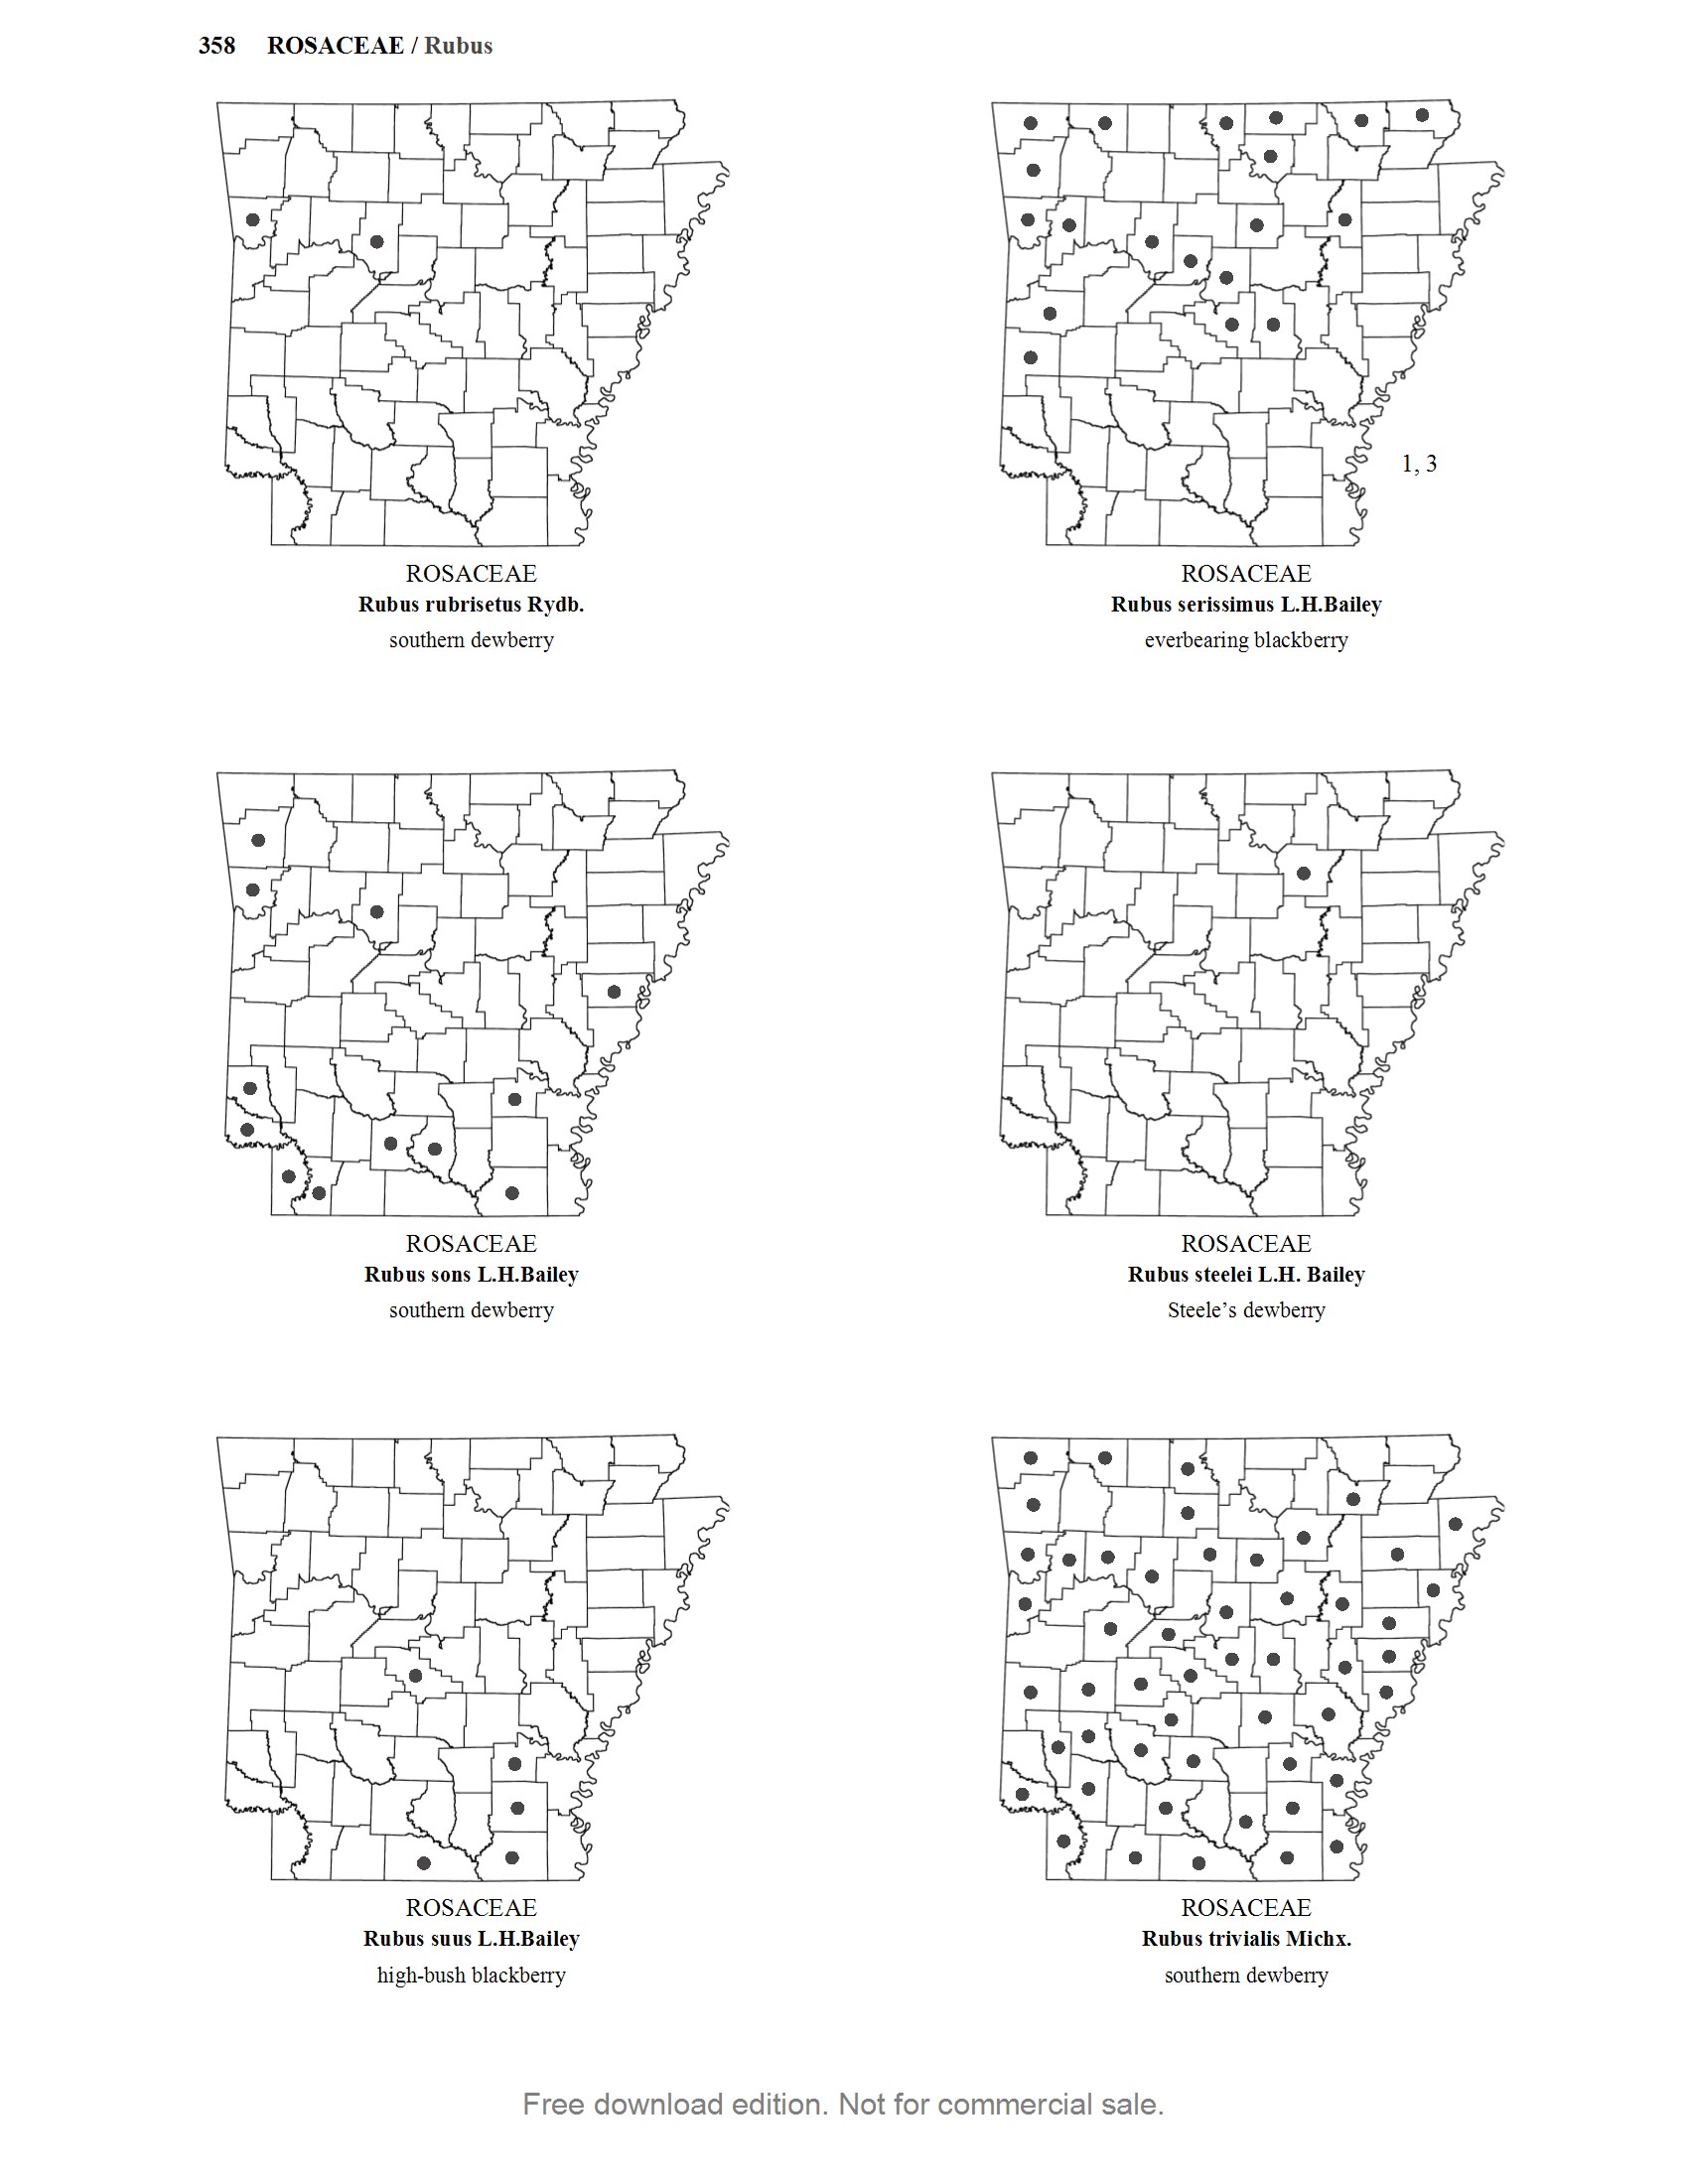 358 ROSACEAE / Rubus
1, 3
ROSACEAE
Rubus rubrisetus Rydb.
southern dewberry
ROSACEAE
Rubus serissimus L.H.Bailey
everbearing blackberry
ROSACEAE
Rubus sons L.H.Bailey
southern dewberry
ROSACEAE
Rubus steelei L.H. Bailey
Steele’s dewberry
ROSACEAE
Rubus suus L.H.Bailey
high-bush blackberry
ROSACEAE
Rubus trivialis Michx.
southern dewberry
Free download edition. Not for commercial sale.